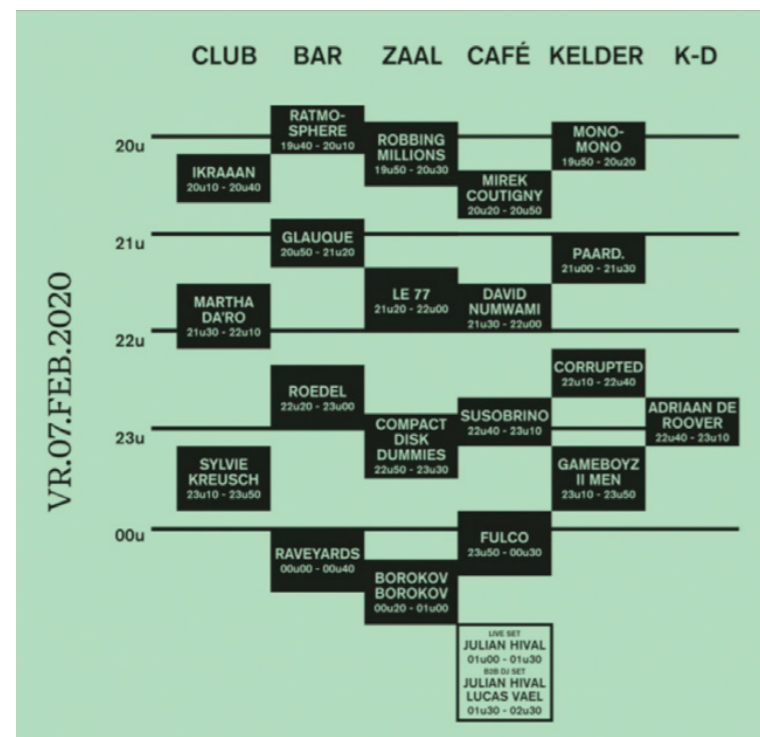 CLUB BAR ZAAL CAFÉ KELDER K-D
VR.07.FEB.2020
20u
21u
22u
23u
00u
IKRAAAN
20u10 - 20u40
MARTHA
DA'RO
21u30 - 22u10
SYLVIE
KREUSCH
23u10 - 23u50
RATMO-
SPHERE
19u40 - 20u10
GLAUQUE
20u50 - 21u20
ROEDEL
22u20 - 23u00
RAVEYARDS
00u00 - 00u40
ROBBING
MILLIONS
19u50 - 20u30
LE 77
21u20 - 22u00
COMPACT
DISK
DUMMIES
22u50 - 23u30
BOROKOV
BOROKOV
00u20 - 01u00
MIREK
COUTIGNY
20u20 - 20u50
DAVID
NUMWAMI
21u30 - 22u00
SUSOBRINO
22u40 - 23u10
FULCO
23u50 - 00u30
LIVE SET
JULIAN HIVAL
01u00 - 01u30
B2B DJ SET
JULIAN HIVAL
LUCAS VAEL
01u30 - 02u30
MONO-
MONO
19u50 - 20u20
PAARD.
21u00 - 21u30
CORRUPTED
22u10 - 22u40
GAMEBOYZ
II MEN
23u10 - 23u50
ADRIAAN DE
ROOVER
22u40 - 23u10